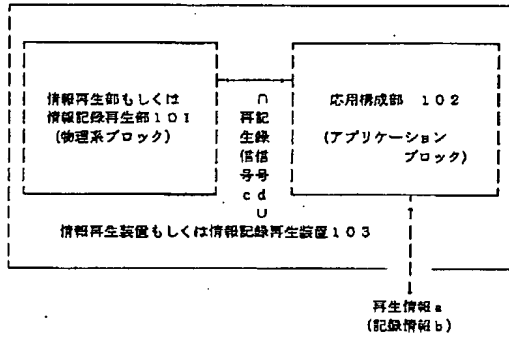 情報再生部もしくは
情報記録再生部101
(物理系ブロック)
再生信号c
(記録信号d)
応用構成部 102
(アプリケーション
ブロック)
情報再生装置もしくは情報記録再生装置103
再生情報a
(記録情報b)